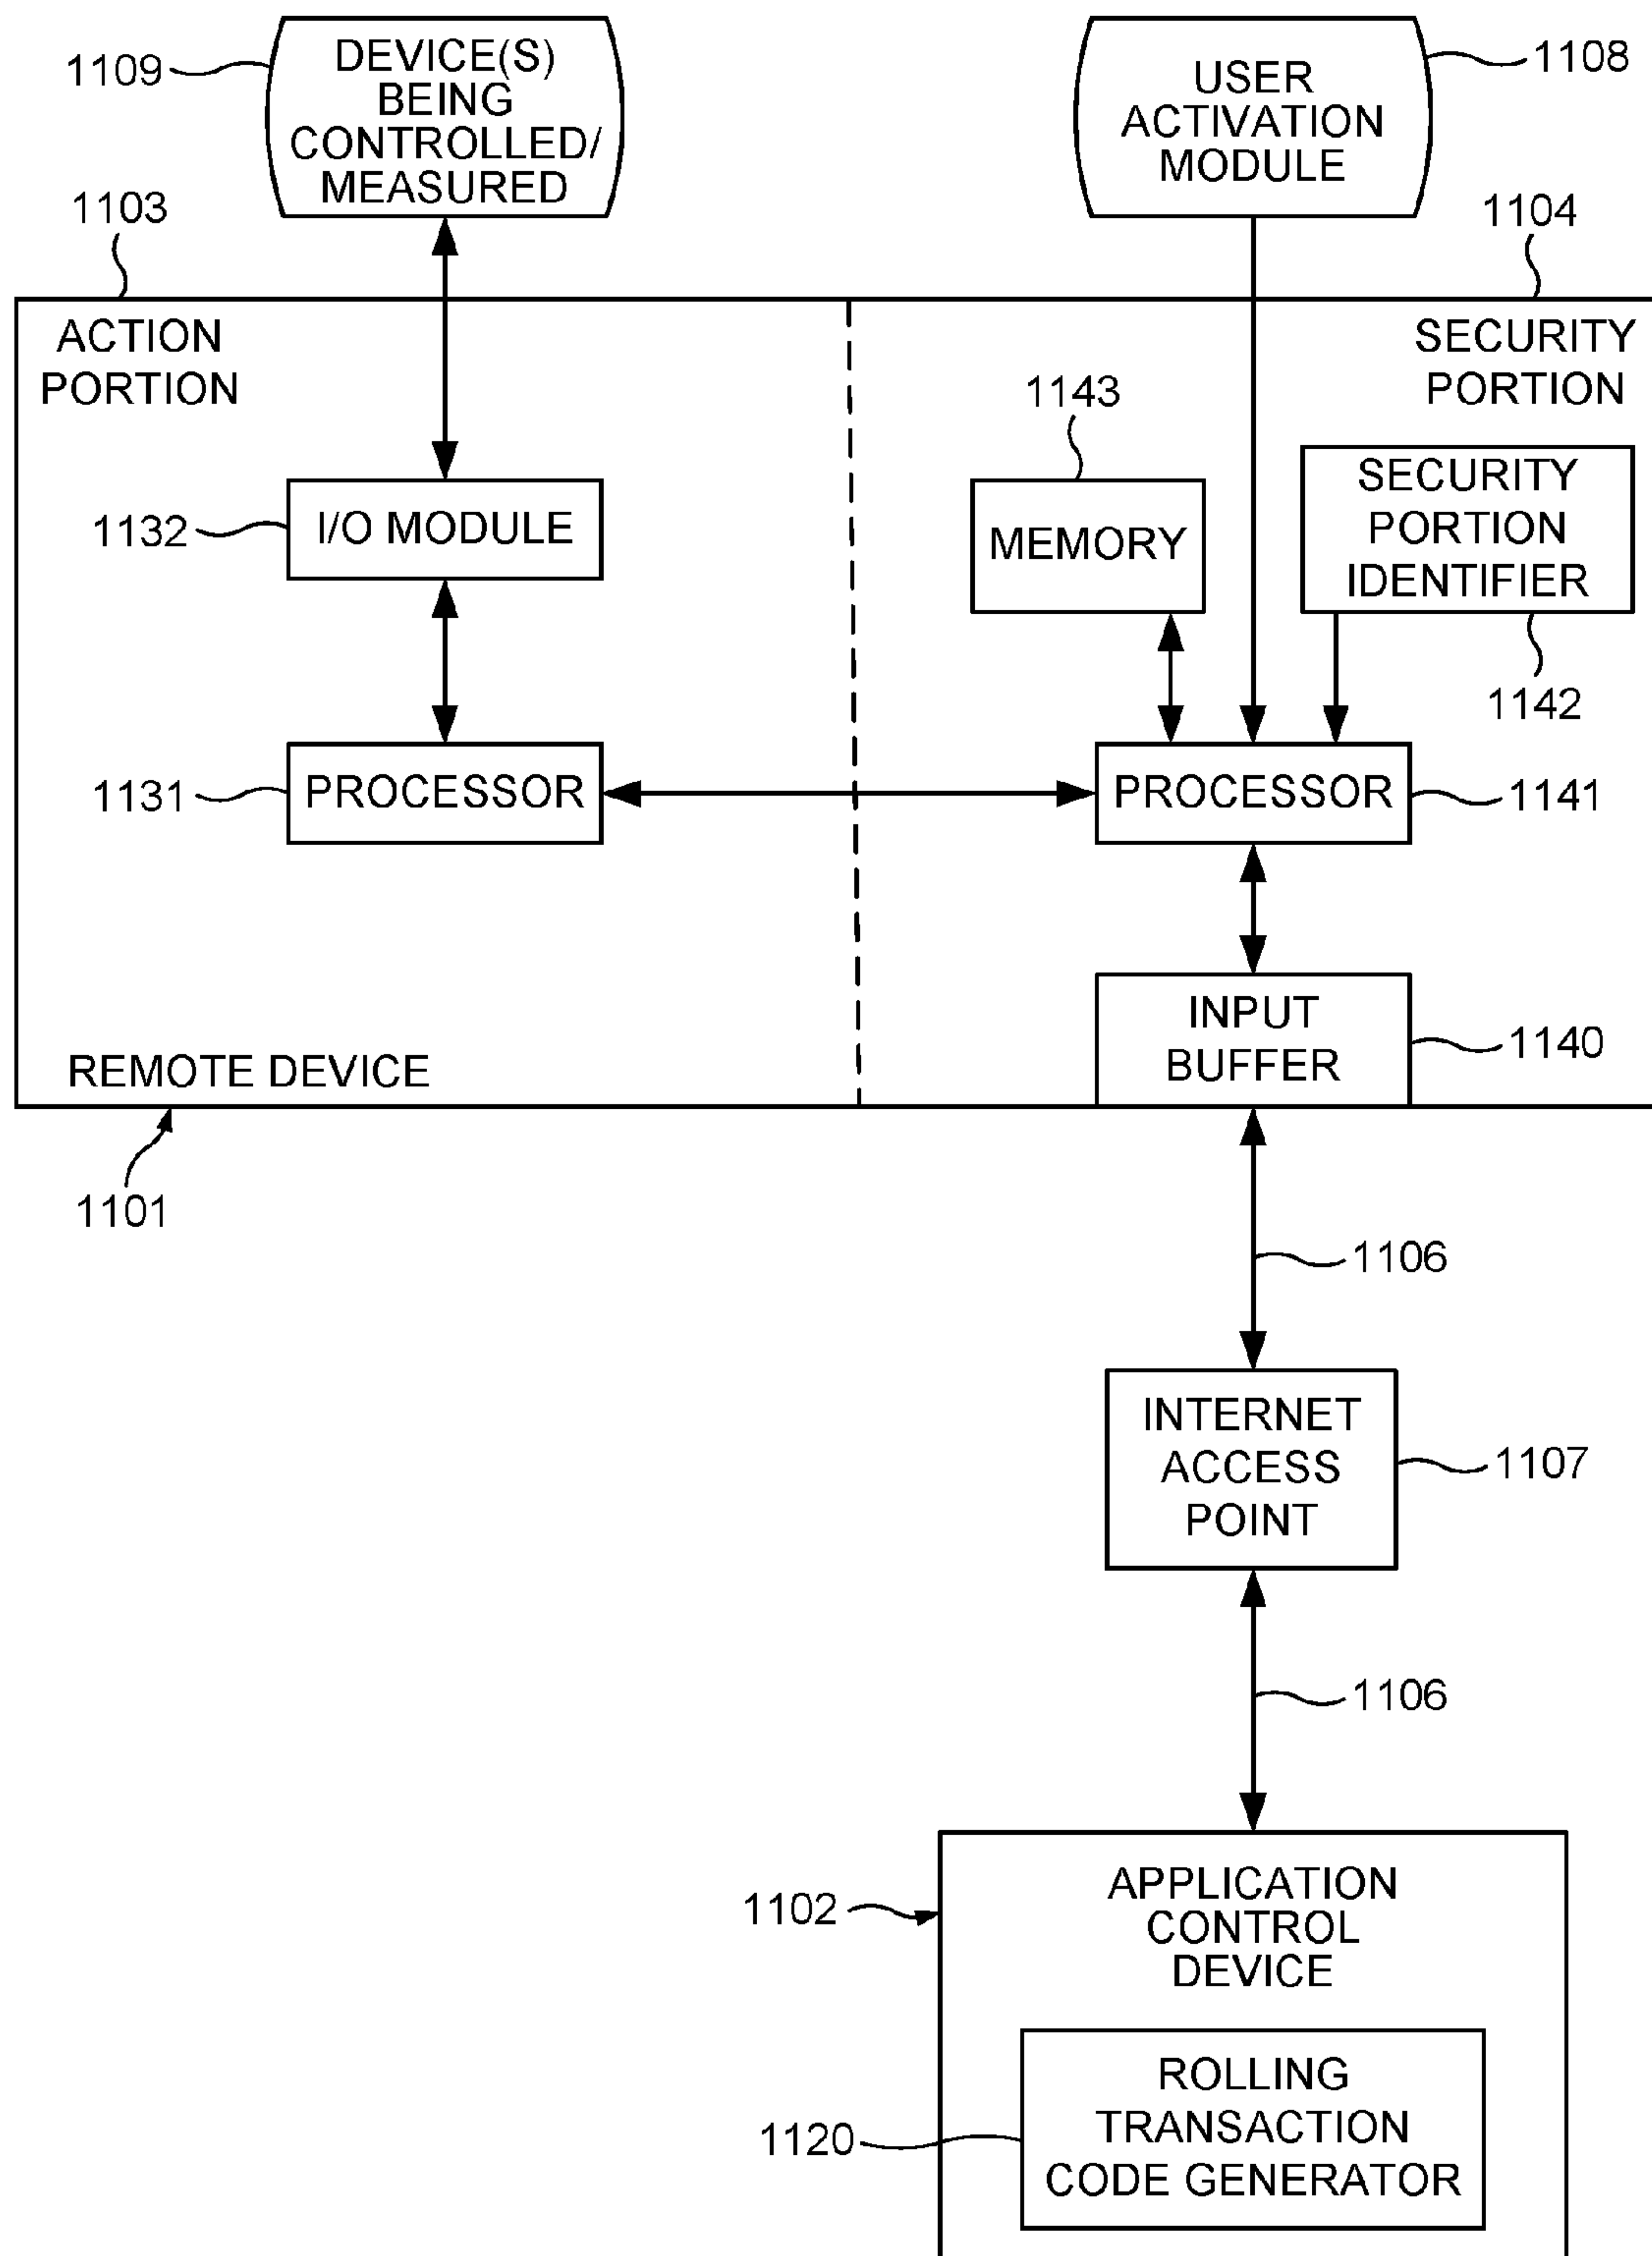 1109
DEVICE(S)
BEING
CONTROLLED/
MEASURED
USER
ACTIVATION
MODULE
1108
1103
1104
ACTION
PORTION
SECURITY
PORTION
1143
1132
I/O MODULE
MEMORY
SECURITY
PORTION
IDENTIFIER
1142
1131
PROCESSOR
PROCESSOR
1141
INPUT
BUFFER
1140
REMOTE DEVICE
1101
1106
INTERNET
ACCESS
POINT
1107
1106
1102
APPLICATION
CONTROL
DEVICE
1120
ROLLING
TRANSACTION
CODE GENERATOR